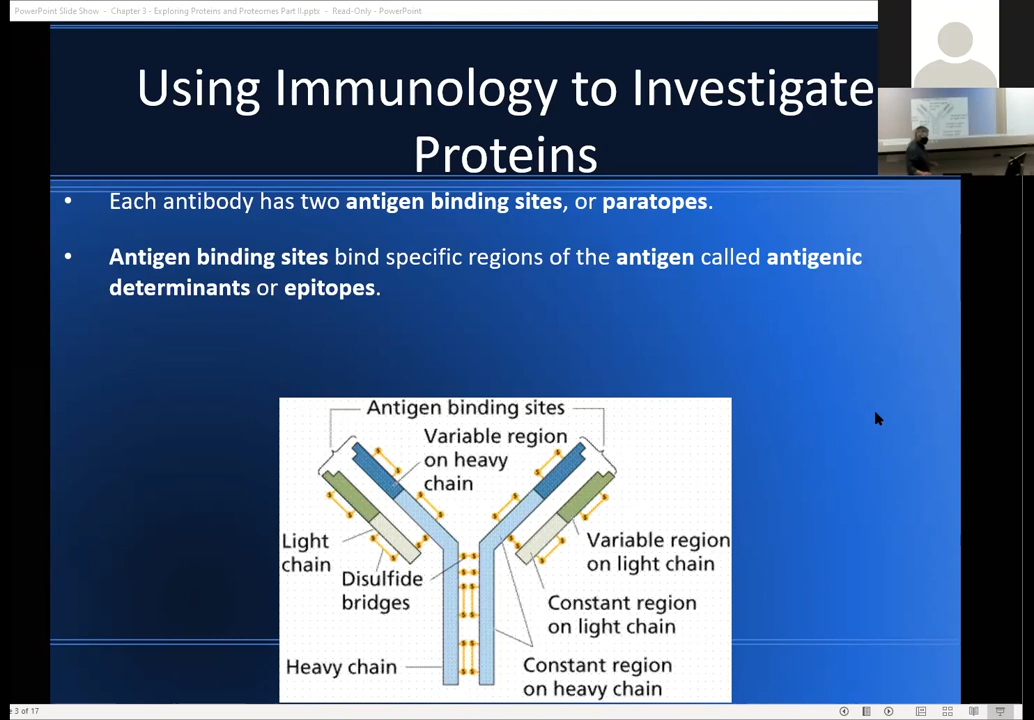 PowerPoint Slide Show - Chapter 3 - Exploring Proteins and Proteomes Part II.pptx - Read-Only - PowerPoint
Using Immunology to Investigate
Proteins
• Each antibody has two antigen binding sites, or paratopes.
• Antigen binding sites bind specific regions of the antigen called antigenic
determinants or epitopes.
Antigen binding sites
Variable region
on heavy
chain
Light
chain
Disulfide
bridges
Variable region
on light chain
Constant region
on light chain
Heavy chain
Constant region
on heavy chain
3 of 17